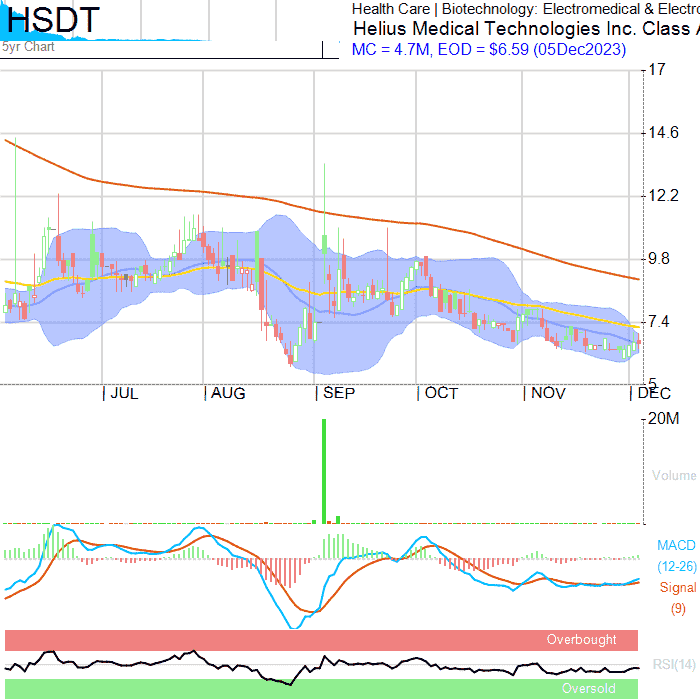 HSDT
Health Care | Biotechnology: Electromedical & Electro
Helius Medical Technologies Inc. Class A
5yr Chart
MC = 4.7M, EOD = $6.59 (05Dec2023)
17
14.6
12.2
9.8
7.4
5
JUL AUG SEP OCT NOV DEC
20M
Volume
MACD
(12-26)
Signal
(9)
Overbought
RSI(14)
Oversold